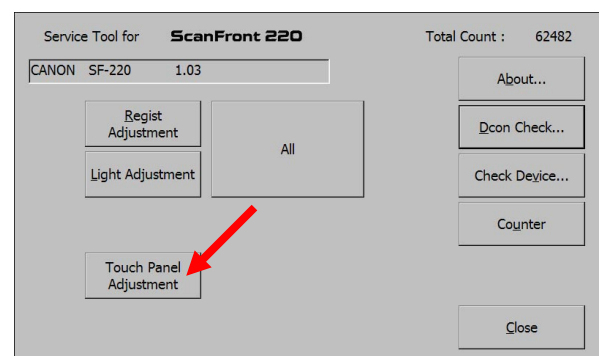 Service Tool for ScanFront 220 Total Count : 62482
CANON SF-220 1.03
About...
Regist
Adjustment
All
Dcon Check...
Light Adjustment
Check Device...
Counter
Touch Panel
Adjustment
Close